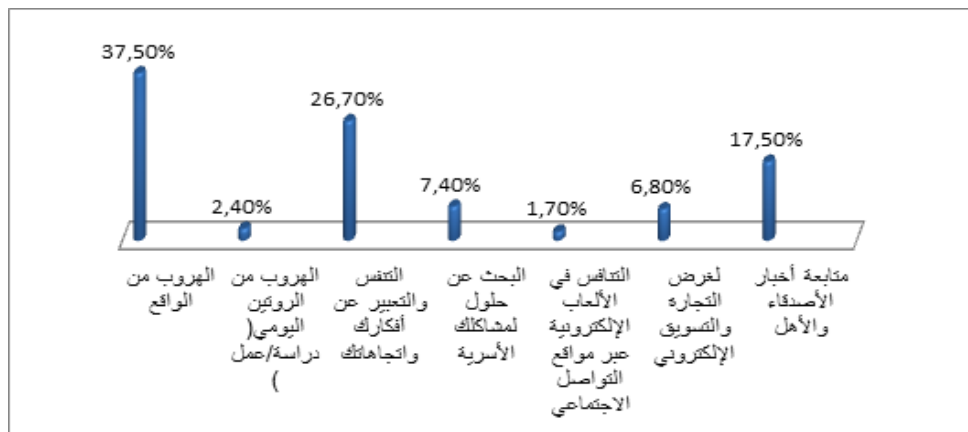 37,50%
2,40%
26,70%
7,40%
1,70%
6,80%
17,50%
الهروب من
الواقع
الهروب من
الروتين
اليومي(
دراسة/عمل
)
التنفس
والتعبير عن
أفكارك
واتجاهاتك
البحث عن
حلول
لمشاكلك
الأسرية
التنافس في
الألعاب
الإلكترونية
عبر مواقع
التواصل
الاجتماعي
لغرض
التجارة
والتسويق
الإلكتروني
متابعة أخبار
الأصدقاء
والأهل